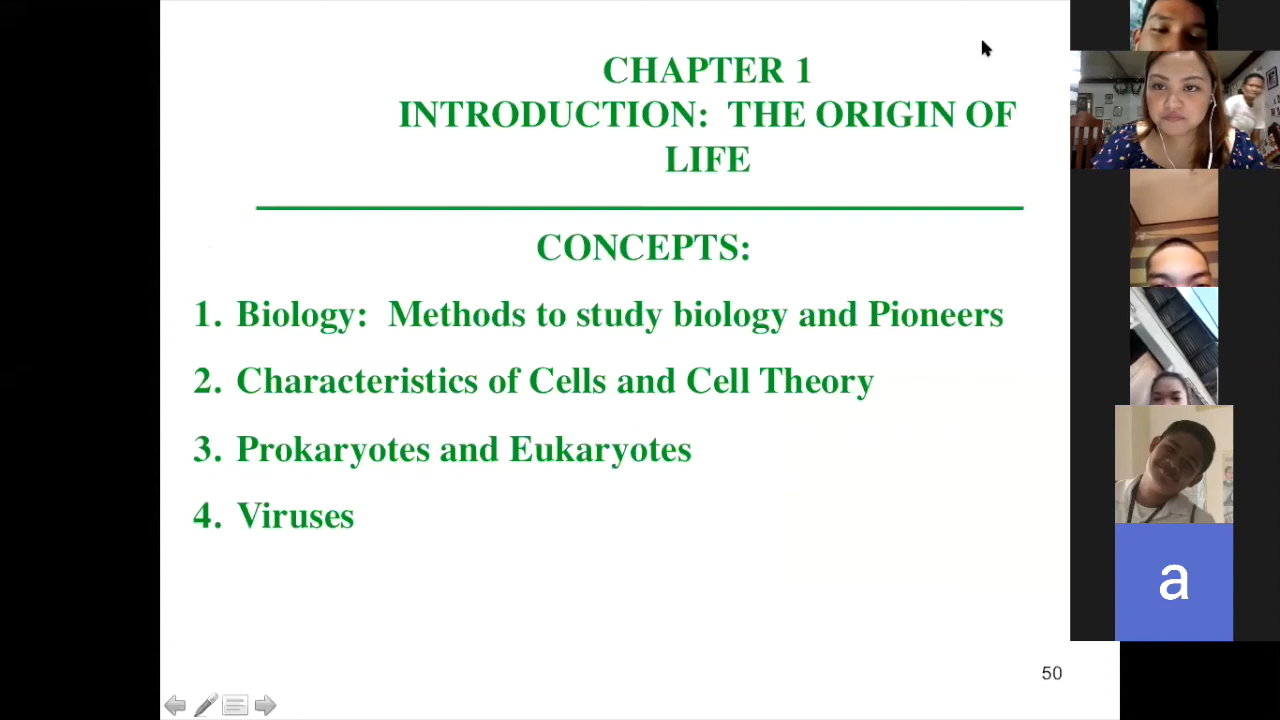 CHAPTER 1
INTRODUCTION: THE ORIGIN OF
LIFE
CONCEPTS:
1. Biology: Methods to study biology and Pioneers
2. Characteristics of Cells and Cell Theory
3. Prokaryotes and Eukaryotes
4. Viruses
a
50